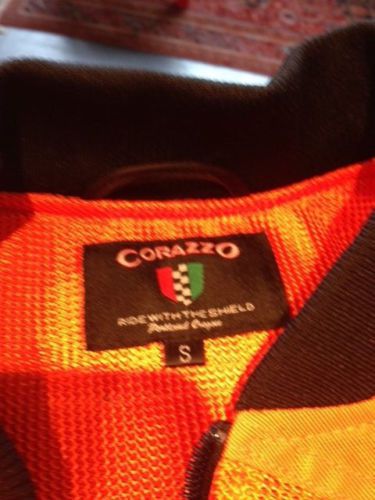 CORAZZO
RIDE WITH THE SHIELD
Portland Oregon
S